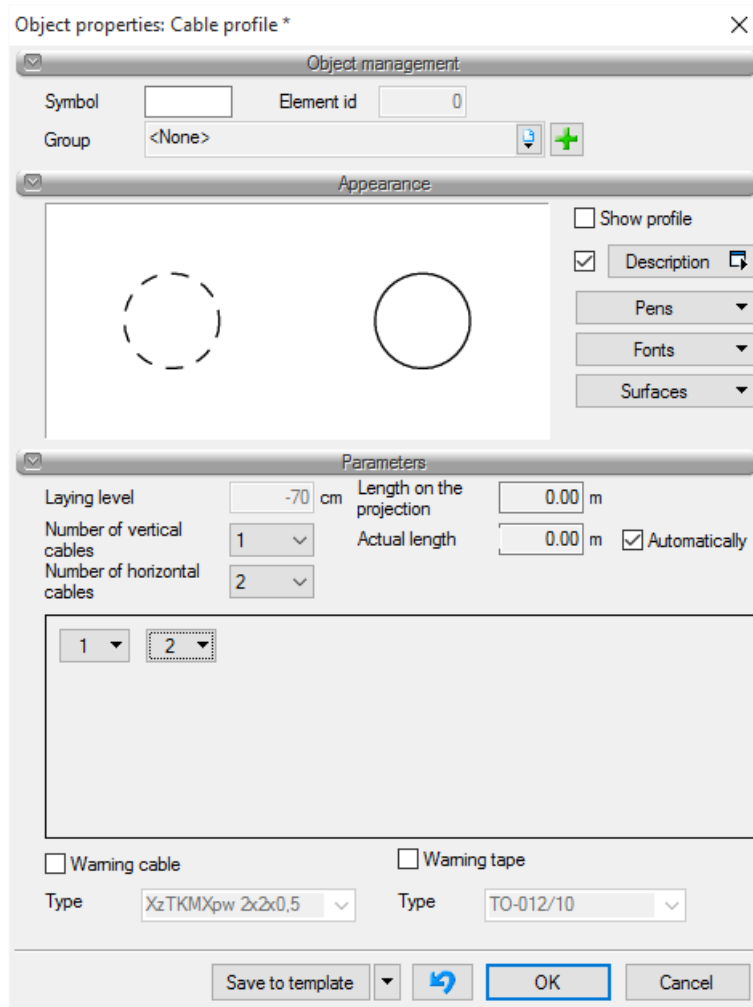 Object properties: Cable profile *
Object management
Symbol
Element id 0
Group <None>
Appearance
Show profile
Description
Pens
Fonts
Surfaces
Parameters
Laying level -70 cm
Length on the
projection 0.00 m
Number of vertical
cables 1
Actual length 0.00 m Automatically
Number of horizontal
cables 2
1 2
Warning cable Warning tape
Type XzTKMXpw 2x2x0,5 Type TO-012/10
Save to template OK Cancel